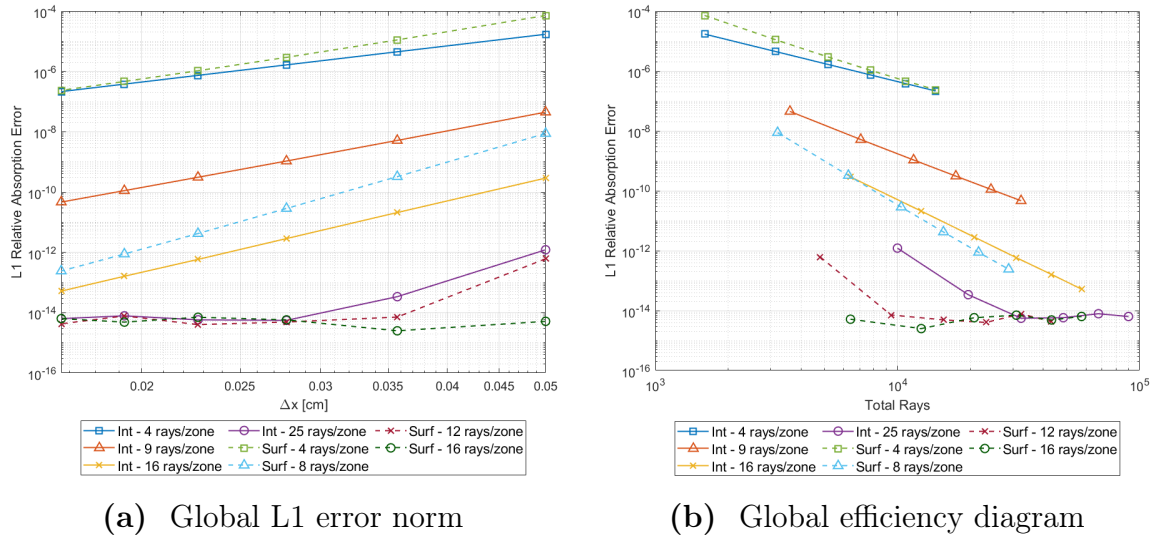 10^-4
10^-6
10^-8
10^-10
10^-12
10^-14
10^-16
L1 Relative Absorption Error
0.02 0.025 0.03 0.035 0.04 0.045 0.05
Δx [cm]
Int - 4 rays/zone Int - 25 rays/zone Surf - 12 rays/zone
Int - 9 rays/zone Surf - 4 rays/zone Surf - 16 rays/zone
Int - 16 rays/zone Surf - 8 rays/zone
(a) Global L1 error norm
10^-4
10^-6
10^-8
10^-10
10^-12
10^-14
10^-16
L1 Relative Absorption Error
10^3 10^4 10^5
Total Rays
Int - 4 rays/zone Int - 25 rays/zone Surf - 12 rays/zone
Int - 9 rays/zone Surf - 4 rays/zone Surf - 16 rays/zone
Int - 16 rays/zone Surf - 8 rays/zone
(b) Global efficiency diagram